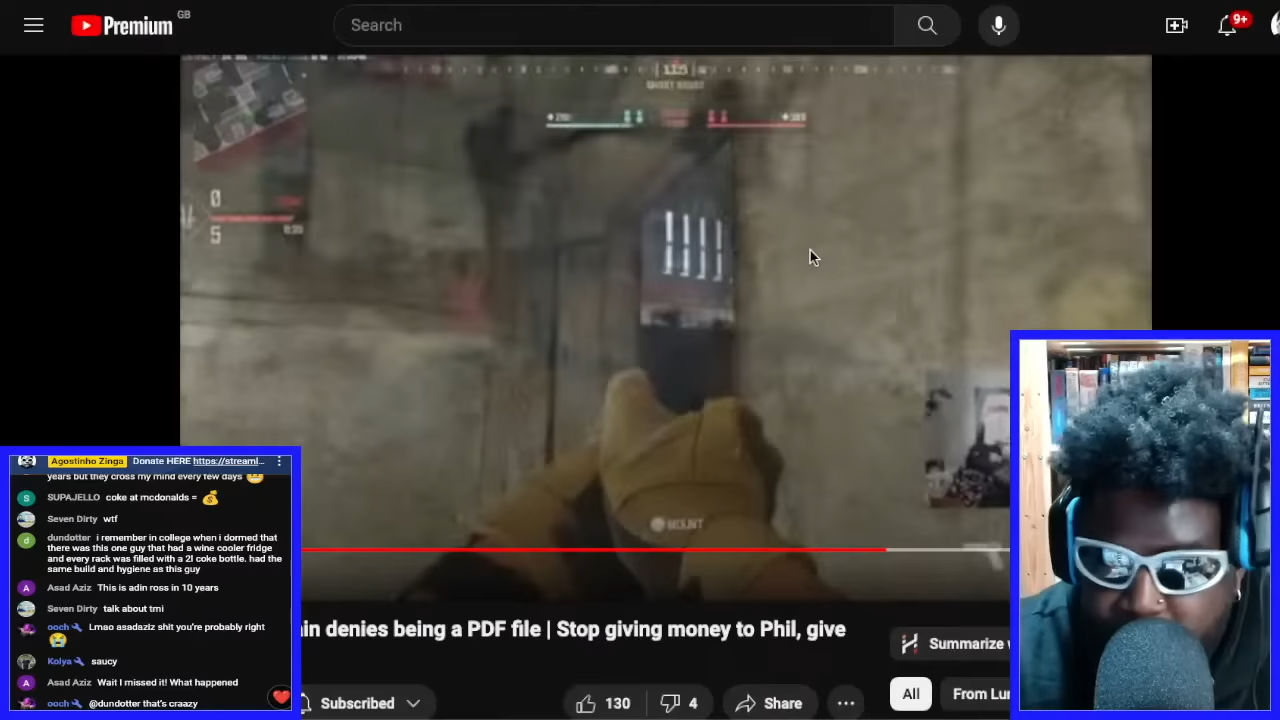 Premium GB
Search
9+
115
0
5
MOUNT
Agostinho Zinga Donate HERE https://streaml...
years but they cross my mind every few days
SUPAJELLO coke at mcdonalds =
Seven Dirty wtf
dundotter i remember in college when i dormed that
there was this one guy that had a wine cooler fridge
and every rack was filled with a 2l coke bottle. had the
same build and hygiene as this guy
Asad Aziz This is adin ross in 10 years
Seven Dirty talk about tmi
ooch Lmao asadaziz shit you're probably right
Kolya saucy
Asad Aziz Wait I missed it! What happened
ooch @dundotter that's craazy
in denies being a PDF file | Stop giving money to Phil, give
Summarize
Subscribed
130
4
Share
All
From Lu